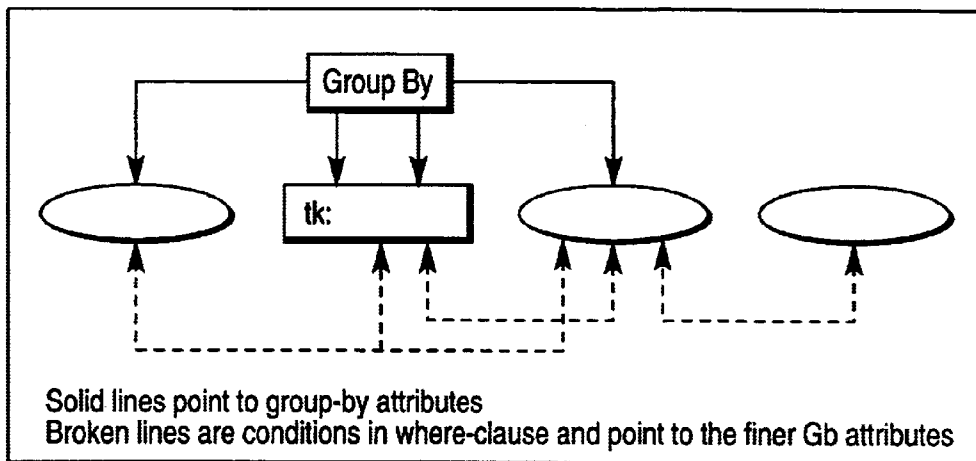 Group By
tk:
Solid lines point to group-by attributes
Broken lines are conditions in where-clause and point to the finer Gb attributes